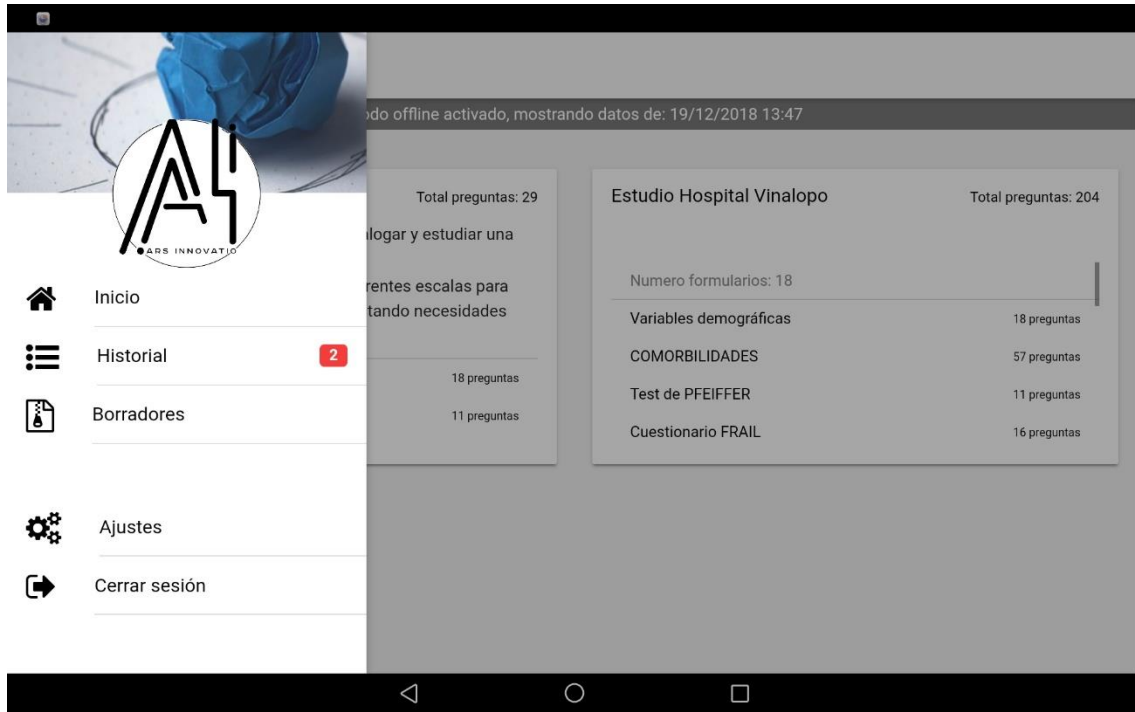 ARS INNOVATIO
Inicio
Historial 2
Borradores
Ajustes
Cerrar sesión
odo offline activado, mostrando datos de: 19/12/2018 13:47
Total preguntas: 29
alogar y estudiar una
rentes escalas para
tando necesidades
18 preguntas
11 preguntas
Estudio Hospital Vinalopo Total preguntas: 204
Numero formularios: 18
Variables demográficas 18 preguntas
COMORBILIDADES 57 preguntas
Test de PFEIFFER 11 preguntas
Cuestionario FRAIL 16 preguntas